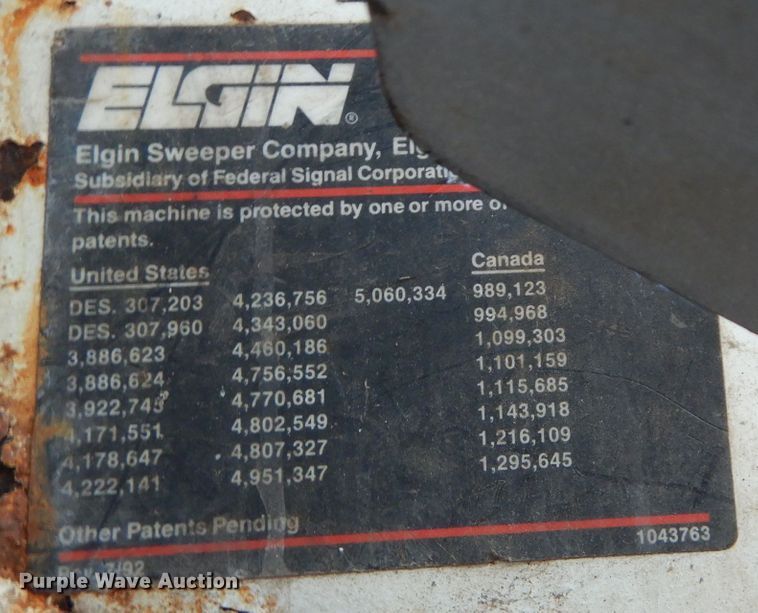 ELGIN®
Elgin Sweeper Company,
Subsidiary of Federal Signal
This machine is protected by one or more
patents.
United States Canada
DES. 307,203 4,236,756 5,060,334 989,123
DES. 307,960 4,343,060 994,968
3,886,623 4,460,186 1,099,303
3,886,624 4,756,552 1,101,159
3,922,745 4,770,681 1,115,685
4,171,551 4,802,549 1,143,918
4,178,647 4,807,327 1,216,109
4,222,141 4,951,347 1,295,645
Other Patents Pending
1043763
Purple Wave Auction